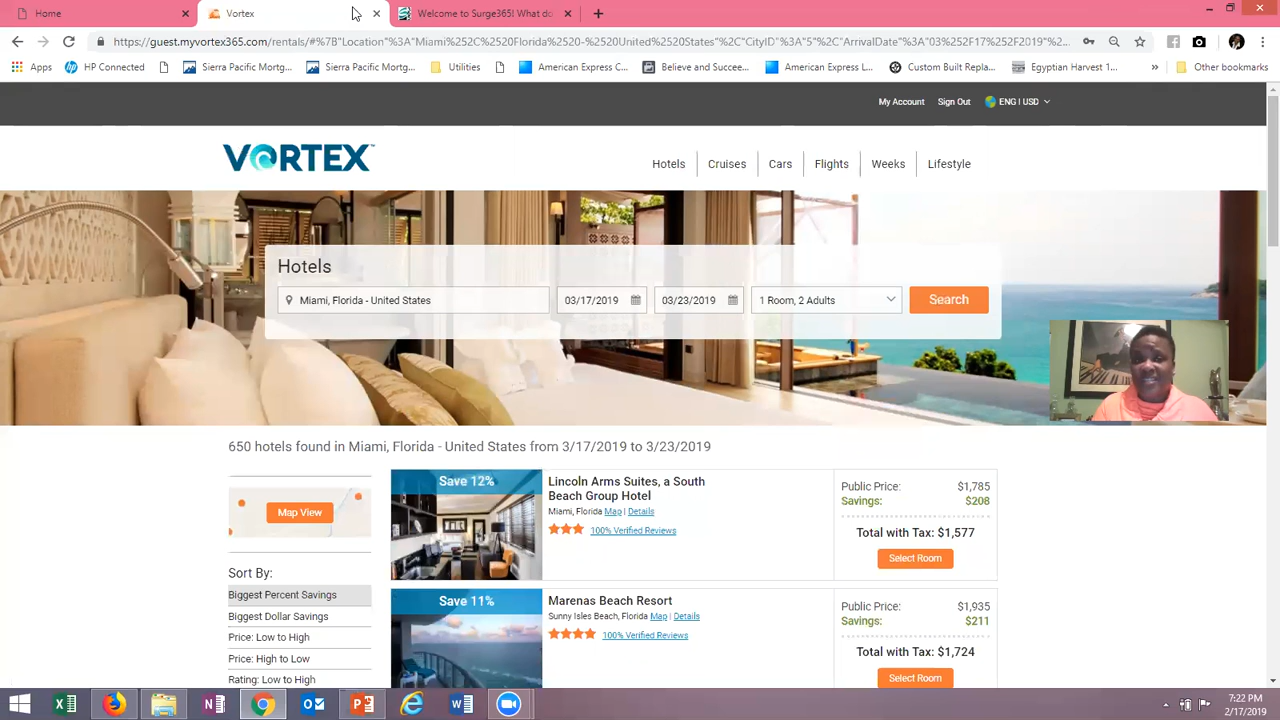 Home
Vortex
Welcome to Surge365! What do
https://guest.myvortex365.com/rentals/#%7B"Location"%3A"Miami%252C%2520Florida%2520-%2520United%2520States"%2C"CityID"%3A"5"%2C"ArrivalDate"%3A"03%252F17%252F2019"%2...
Apps
HP Connected
Sierra Pacific Mortg...
Sierra Pacific Mortg...
Utilities
American Express C...
Believe and Succee...
American Express L...
Custom Built Repla...
Egyptian Harvest 1...
»
Other bookmarks
My Account
Sign Out
ENG | USD
VORTEX
Hotels
Cruises
Cars
Flights
Weeks
Lifestyle
Hotels
Miami, Florida - United States
03/17/2019
03/23/2019
1 Room, 2 Adults
Search
650 hotels found in Miami, Florida - United States from 3/17/2019 to 3/23/2019
Map View
Sort By:
Biggest Percent Savings
Biggest Dollar Savings
Price: Low to High
Price: High to Low
Rating: Low to High
Save 12%
Lincoln Arms Suites, a South
Beach Group Hotel
Miami, Florida Map | Details
100% Verified Reviews
Public Price: $1,785
Savings: $208
Total with Tax: $1,577
Select Room
Save 11%
Marenas Beach Resort
Sunny Isles Beach, Florida Map | Details
100% Verified Reviews
Public Price: $1,935
Savings: $211
Total with Tax: $1,724
Select Room
7:22 PM
2/17/2019